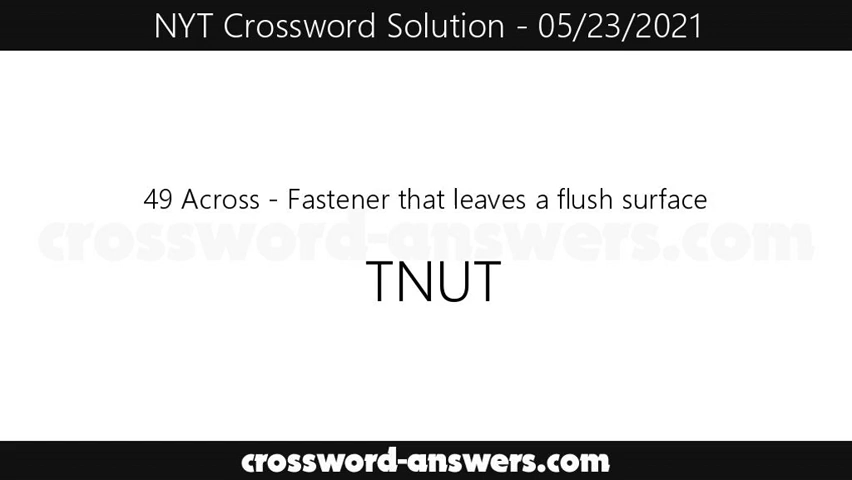 NYT Crossword Solution - 05/23/2021
49 Across - Fastener that leaves a flush surface
crossword-answers.com
TNUT
crossword-answers.com